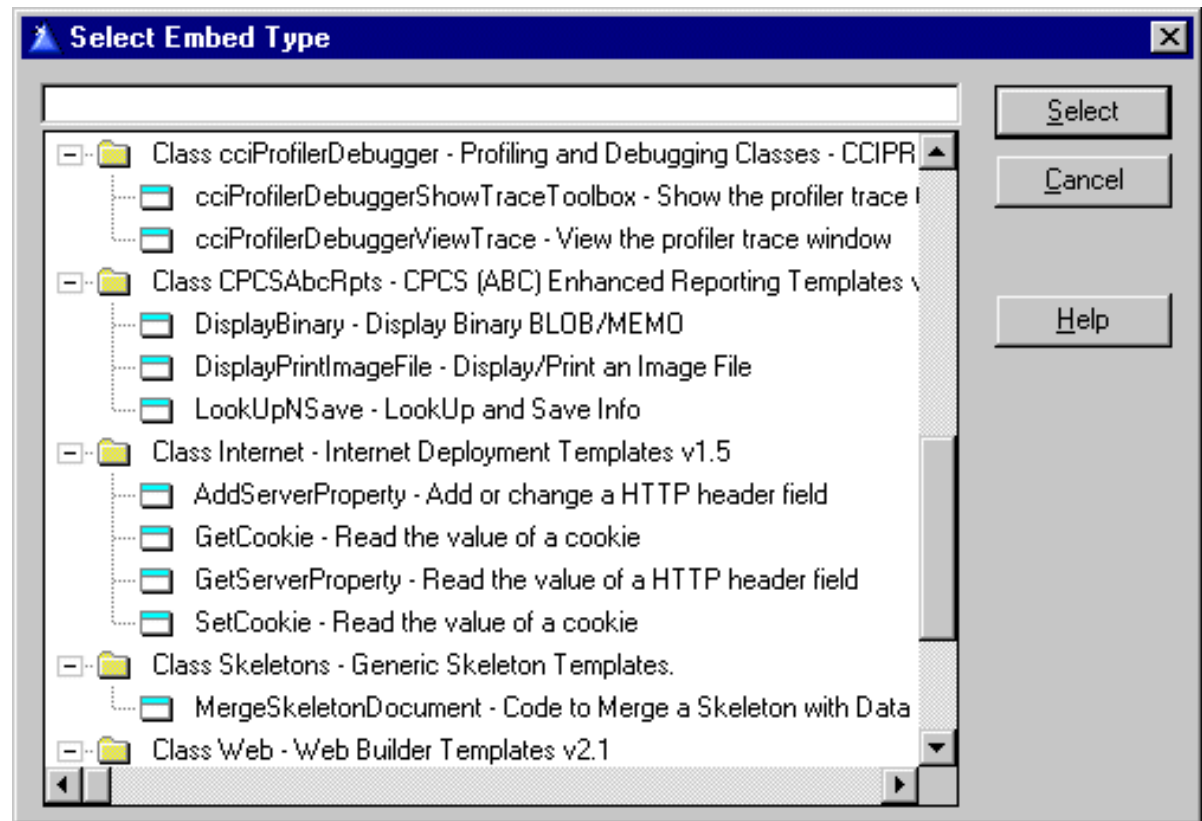 Select Embed Type
Select
Cancel
Help
Class cciProfilerDebugger - Profiling and Debugging Classes - CCIPR
cciProfilerDebuggerShowTraceToolbox - Show the profiler trace
cciProfilerDebuggerViewTrace - View the profiler trace window
Class CPCSAbcRpts - CPCS (ABC) Enhanced Reporting Templates v
DisplayBinary - Display Binary BLOB/MEMO
DisplayPrintImageFile - Display/Print an Image File
LookUpNSave - LookUp and Save Info
Class Internet - Internet Deployment Templates v1.5
AddServerProperty - Add or change a HTTP header field
GetCookie - Read the value of a cookie
GetServerProperty - Read the value of a HTTP header field
SetCookie - Read the value of a cookie
Class Skeletons - Generic Skeleton Templates.
MergeSkeletonDocument - Code to Merge a Skeleton with Data
Class Web - Web Builder Templates v2.1